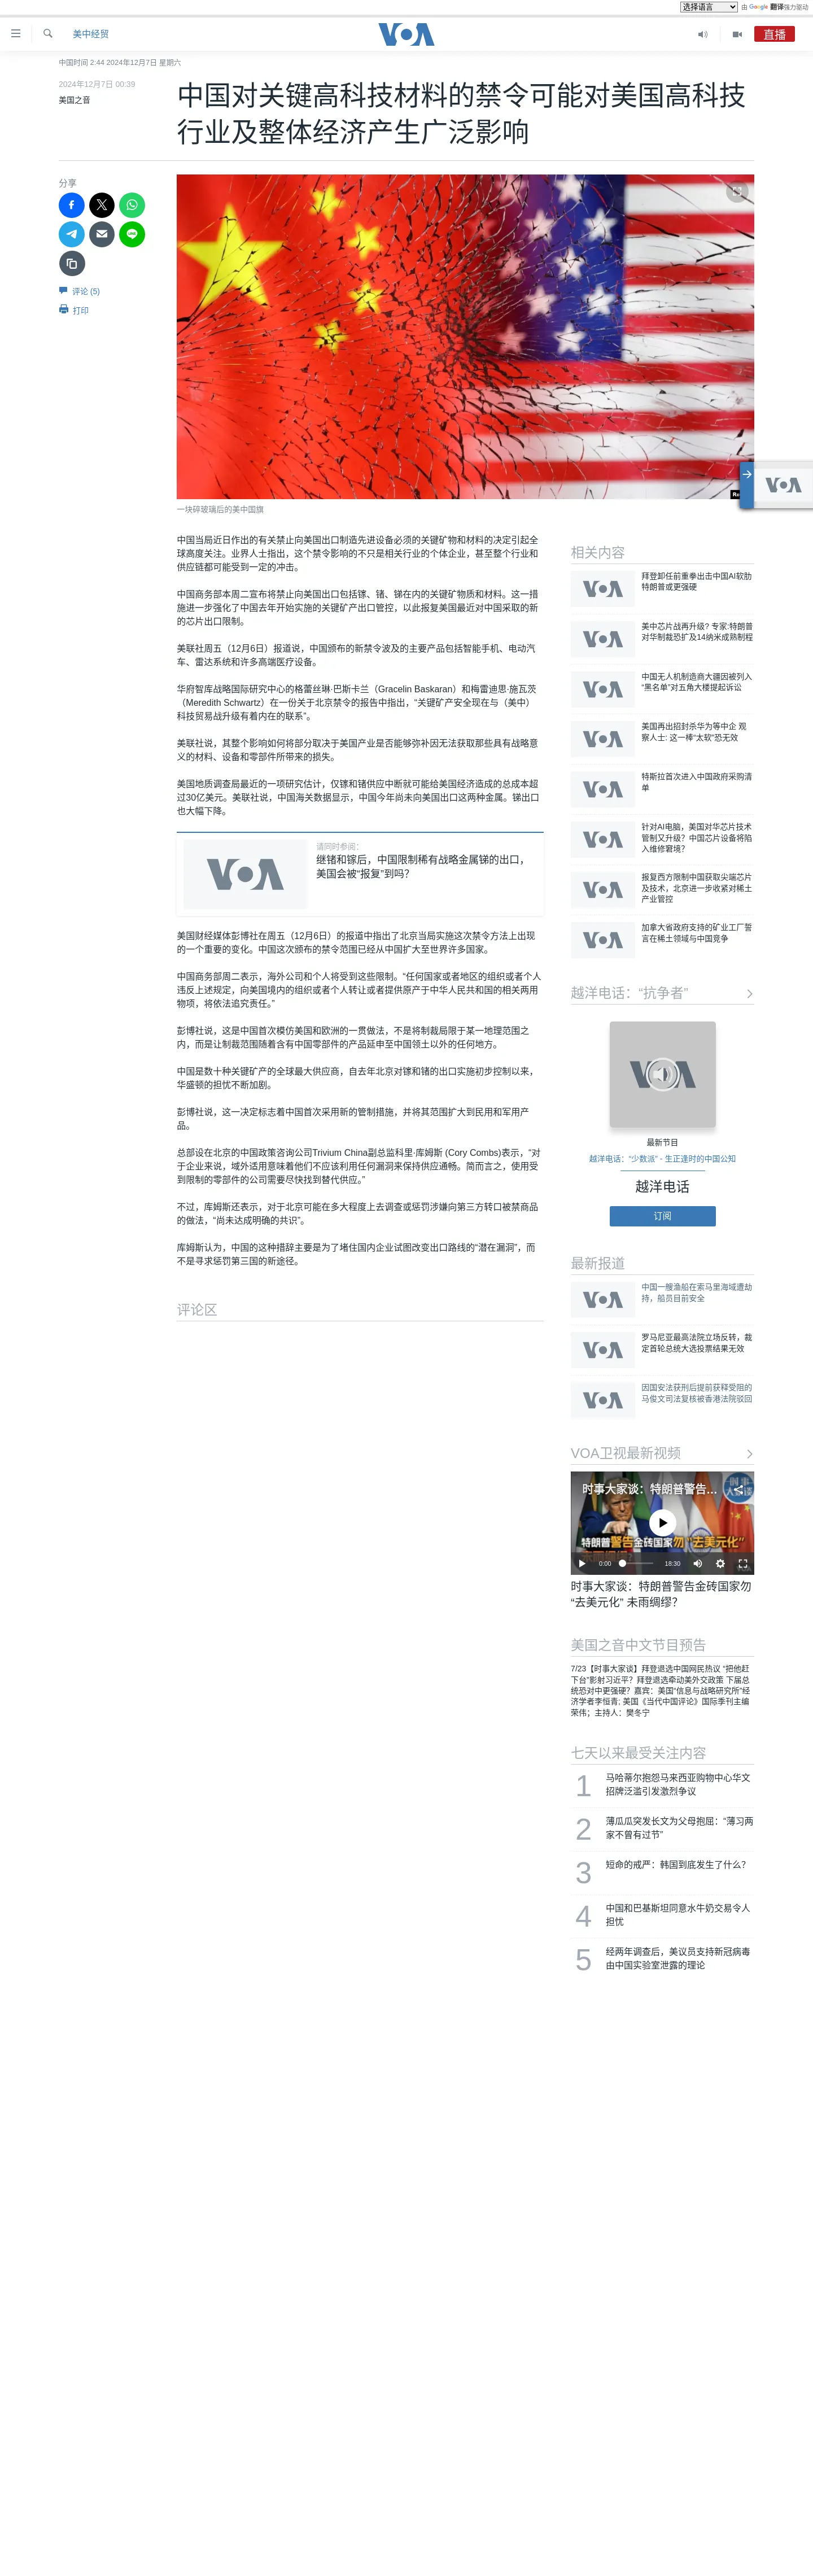 选择语言 由 Google 翻译强力驱动
美中经贸
VOA
直播
中国时间 2:44 2024年12月7日 星期六
2024年12月7日 00:39
美国之音
中国对关键高科技材料的禁令可能对美国高科技
行业及整体经济产生广泛影响
分享
评论 (5)
打印
一块碎玻璃后的美中国旗
中国当局近日作出的有关禁止向美国出口制造先进设备必须的关键矿物和材料的决定引起全
球高度关注。业界人士指出，这个禁令影响的不只是相关行业的个体企业，甚至整个行业和
供应链都可能受到一定的冲击。
中国商务部本周二宣布将禁止向美国出口包括镓、锗、锑在内的关键矿物质和材料。这一措
施进一步强化了中国去年开始实施的关键矿产出口管控，以此报复美国最近对中国采取的新
的芯片出口限制。
美联社周五（12月6日）报道说，中国颁布的新禁令波及的主要产品包括智能手机、电动汽
车、雷达系统和许多高端医疗设备。
华府智库战略国际研究中心的格蕾丝琳·巴斯卡兰（Gracelin Baskaran）和梅雷迪思·施瓦茨
（Meredith Schwartz）在一份关于北京禁令的报告中指出，“关键矿产安全现在与（美中）
科技贸易战升级有着内在的联系”。
美联社说，其整个影响如何将部分取决于美国产业是否能够弥补因无法获取那些具有战略意
义的材料、设备和零部件所带来的损失。
美国地质调查局最近的一项研究估计，仅镓和锗供应中断就可能给美国经济造成的总成本超
过30亿美元。美联社说，中国海关数据显示，中国今年尚未向美国出口这两种金属。锑出口
也大幅下降。
VOA
请同时参阅：
继锗和镓后，中国限制稀有战略金属锑的出口，
美国会被“报复”到吗？
美国财经媒体彭博社在周五（12月6日）的报道中指出了北京当局实施这次禁令方法上出现
的一个重要的变化。中国这次颁布的禁令范围已经从中国扩大至世界许多国家。
中国商务部周二表示，海外公司和个人将受到这些限制。“任何国家或者地区的组织或者个人
违反上述规定，向美国境内的组织或者个人转让或者提供原产于中华人民共和国的相关两用
物项，将依法追究责任。”
彭博社说，这是中国首次模仿美国和欧洲的一贯做法，不是将制裁局限于某一地理范围之
内，而是让制裁范围随着含有中国零部件的产品延申至中国领土以外的任何地方。
中国是数十种关键矿产的全球最大供应商，自去年北京对镓和锗的出口实施初步控制以来，
华盛顿的担忧不断加剧。
彭博社说，这一决定标志着中国首次采用新的管制措施，并将其范围扩大到民用和军用产
品。
总部设在北京的中国政策咨询公司Trivium China副总监科里·库姆斯 (Cory Combs)表示，“对
于企业来说，域外适用意味着他们不应该利用任何漏洞来保持供应通畅。简而言之，使用受
到限制的零部件的公司需要尽快找到替代供应。”
不过，库姆斯还表示，对于北京可能在多大程度上去调查或惩罚涉嫌向第三方转口被禁商品
的做法，“尚未达成明确的共识”。
库姆斯认为，中国的这种措辞主要是为了堵住国内企业试图改变出口路线的“潜在漏洞”，而
不是寻求惩罚第三国的新途径。
评论区
VOA
相关内容
VOA
拜登卸任前重拳出击中国AI软肋
特朗普或更强硬
VOA
美中芯片战再升级? 专家:特朗普
对华制裁恐扩及14纳米成熟制程
VOA
中国无人机制造商大疆因被列入
“黑名单”对五角大楼提起诉讼
VOA
美国再出招封杀华为等中企 观
察人士: 这一棒“太软”恐无效
VOA
特斯拉首次进入中国政府采购清
单
VOA
针对AI电脑，美国对华芯片技术
管制又升级？中国芯片设备将陷
入维修窘境？
VOA
报复西方限制中国获取尖端芯片
及技术，北京进一步收紧对稀土
产业管控
VOA
加拿大省政府支持的矿业工厂誓
言在稀土领域与中国竞争
越洋电话：“抗争者”
VOA
最新节目
越洋电话：“少数派” - 生正逢时的中国公知
越洋电话
订阅
最新报道
VOA
中国一艘渔船在索马里海域遭劫
持，船员目前安全
VOA
罗马尼亚最高法院立场反转，裁
定首轮总统大选投票结果无效
VOA
因国安法获刑后提前获释受阻的
马俊文司法复核被香港法院驳回
VOA卫视最新视频
时事大家谈：特朗普警告...
特朗普警告金砖国家勿“去美元化”
0:00 18:30
时事大家谈：特朗普警告金砖国家勿
“去美元化” 未雨绸缪？
美国之音中文节目预告
7/23【时事大家谈】拜登退选中国网民热议 “把他赶
下台”影射习近平？拜登退选牵动美外交政策 下届总
统恐对中更强硬？嘉宾：美国“信息与战略研究所”经
济学者李恒青; 美国《当代中国评论》国际季刊主编
荣伟；主持人：樊冬宁
七天以来最受关注内容
1 马哈蒂尔抱怨马来西亚购物中心华文
招牌泛滥引发激烈争议
2 薄瓜瓜突发长文为父母抱屈：“薄习两
家不曾有过节”
3 短命的戒严：韩国到底发生了什么？
4 中国和巴基斯坦同意水牛奶交易令人
担忧
5 经两年调查后，美议员支持新冠病毒
由中国实验室泄露的理论